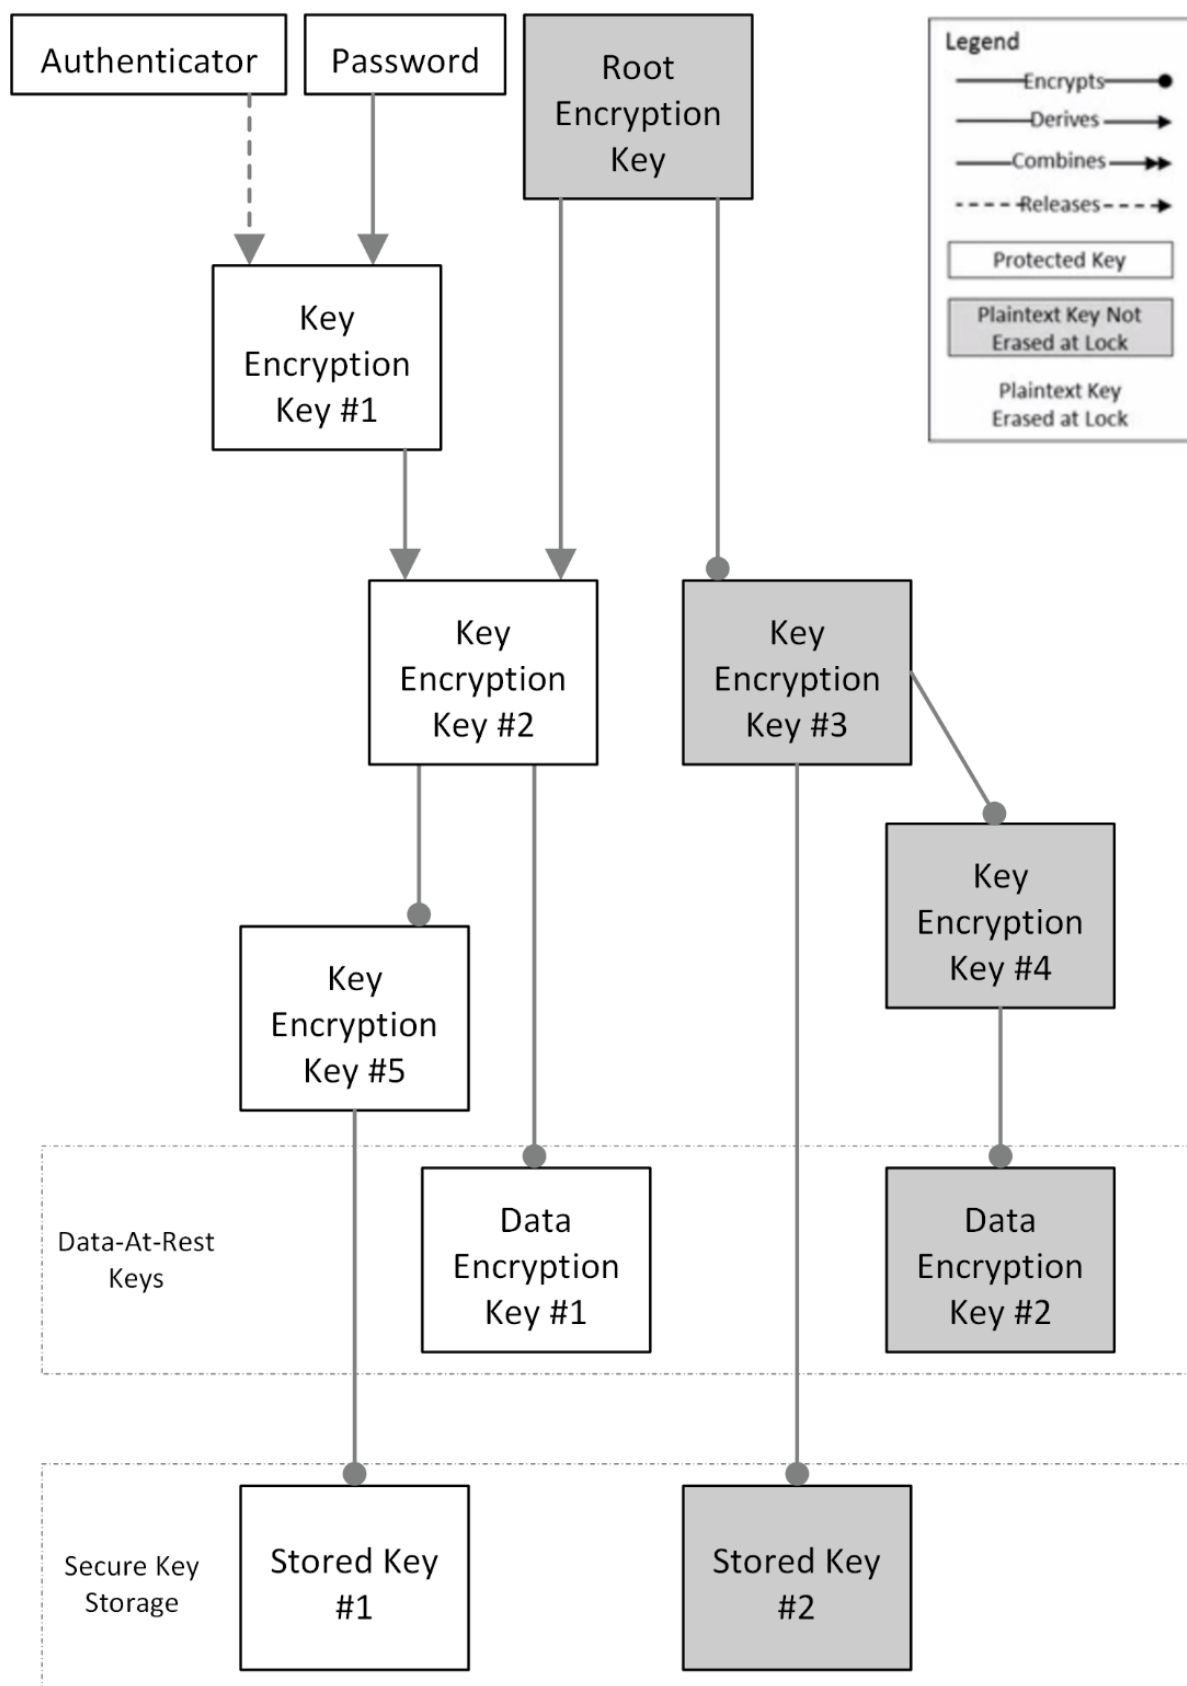 Authenticator
Password
Root
Encryption
Key
Legend
Encrypts
Derives
Combines
Releases
Protected Key
Plaintext Key Not
Erased at Lock
Plaintext Key
Erased at Lock
Key
Encryption
Key #1
Key
Encryption
Key #2
Key
Encryption
Key #3
Key
Encryption
Key #4
Key
Encryption
Key #5
Data-At-Rest
Keys
Data
Encryption
Key #1
Data
Encryption
Key #2
Secure Key
Storage
Stored Key
#1
Stored Key
#2